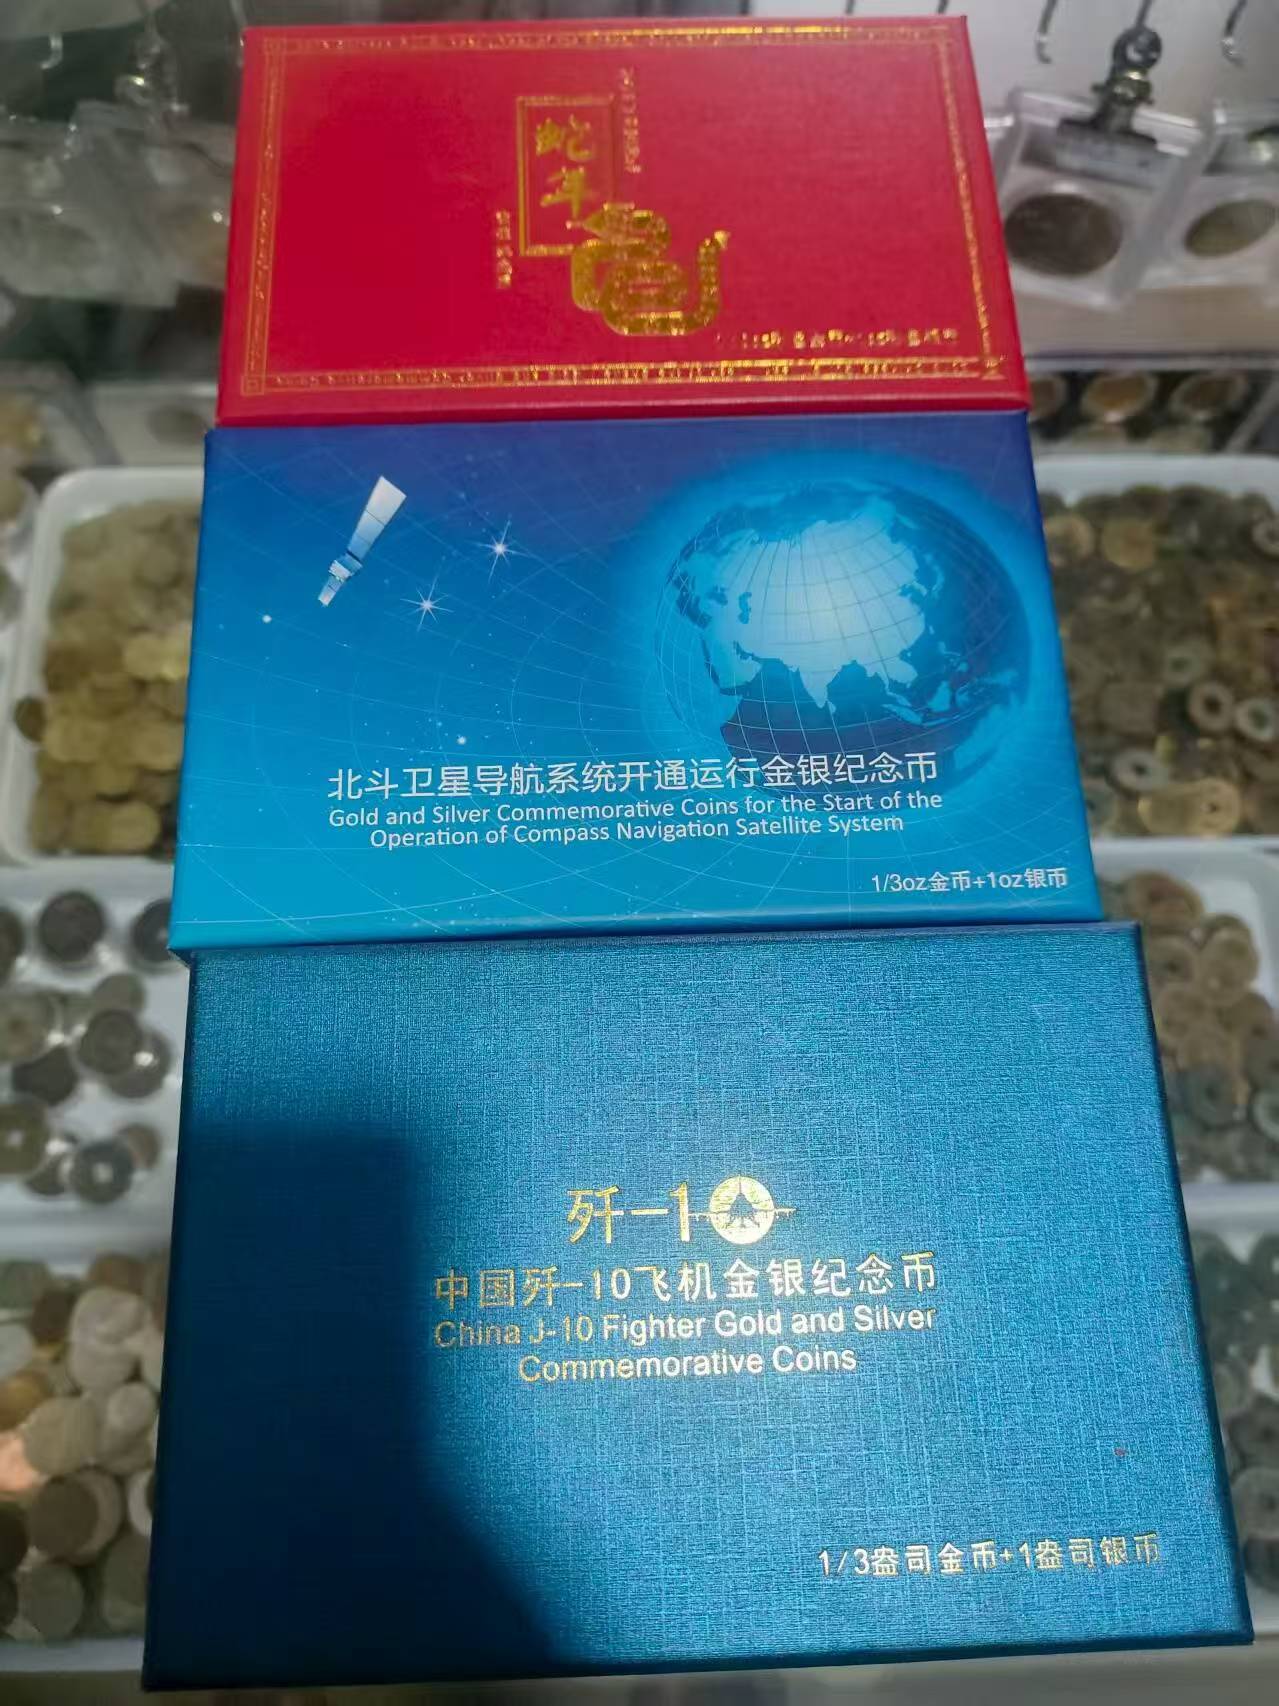 蛇年
北斗卫星导航系统开通运行金银纪念币
Gold and Silver Commemorative Coins for the Start of the
Operation of Compass Navigation Satellite System
1/3oz金币+1oz银币
歼-10
中国歼-10飞机金银纪念币
China J-10 Fighter Gold and Silver
Commemorative Coins
1/3盎司金币+1盎司银币